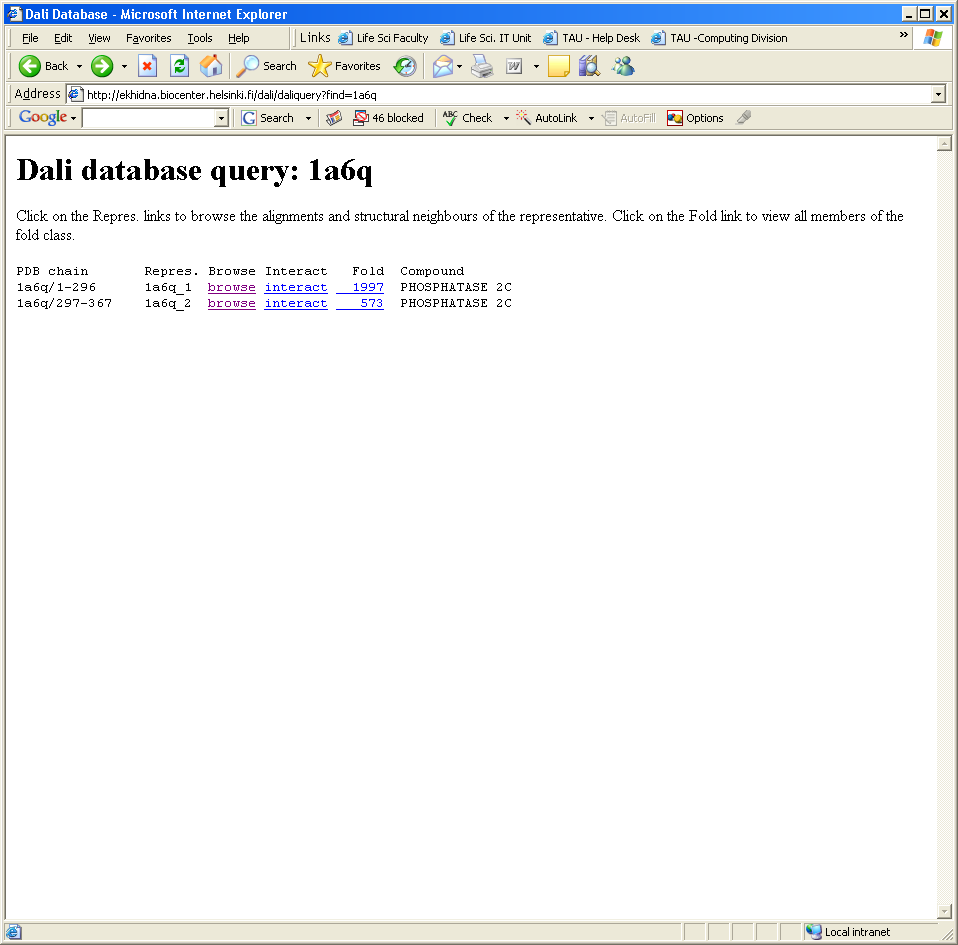 Dali Database - Microsoft Internet Explorer
File Edit View Favorites Tools Help Links Life Sci Faculty Life Sci. IT Unit TAU - Help Desk TAU -Computing Division »
Back Search Favorites W
Address http://ekhidna.biocenter.helsinki.fi/dali/daliquery?find=1a6q
Google G Search 46 blocked ABC Check AutoLink AutoFill Options
Dali database query: 1a6q
Click on the Repres. links to browse the alignments and structural neighbours of the representative. Click on the Fold link to view all members of the
fold class.
PDB chain Repres. Browse Interact Fold Compound
1a6q/1-296 1a6q_1 browse interact 1997 PHOSPHATASE 2C
1a6q/297-367 1a6q_2 browse interact 573 PHOSPHATASE 2C
Local intranet